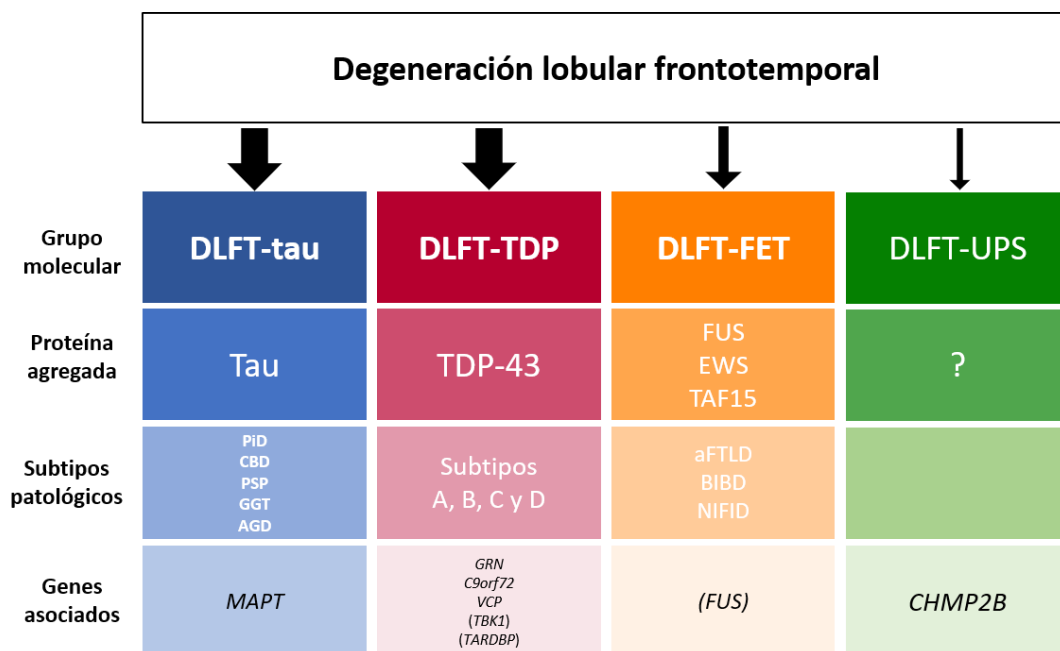 Degeneración lobular frontotemporal
Grupo
molecular
DLFT-tau
DLFT-TDP
DLFT-FET
DLFT-UPS
Proteína
agregada
Tau
TDP-43
FUS
EWS
TAF15
?
Subtipos
patológicos
PiD
CBD
PSP
GGT
AGD
Subtipos
A, B, C y D
aFTLD
BIBD
NIFID
Genes
asociados
MAPT
GRN
C9orf72
VCP
(TBK1)
(TARDBP)
(FUS)
CHMP2B